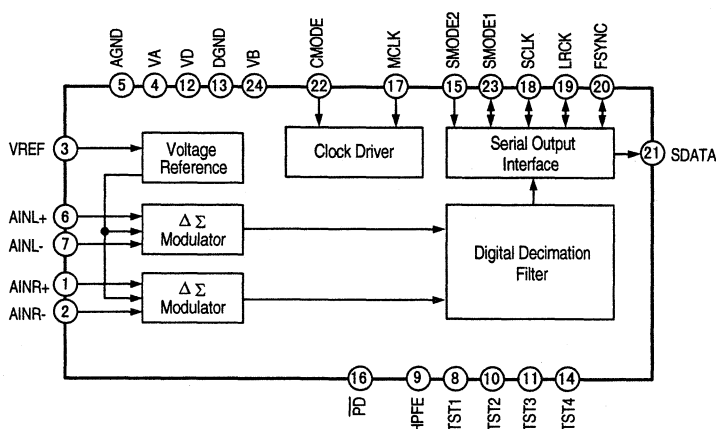 AGND
VA
VD
DGND
VB
CMODE
MCLK
SMODE2
SMODE1
SCLK
LRCK
FSYNC
5
4
12
13
24
22
17
15
23
18
19
20
VREF
3
Voltage
Reference
Clock Driver
Serial Output
Interface
21
SDATA
AINL+
6
AINL-
7
Δ Σ
Modulator
AINR+
1
AINR-
2
Δ Σ
Modulator
Digital Decimation
Filter
16
9
8
10
11
14
PD
HPFE
TST1
TST2
TST3
TST4